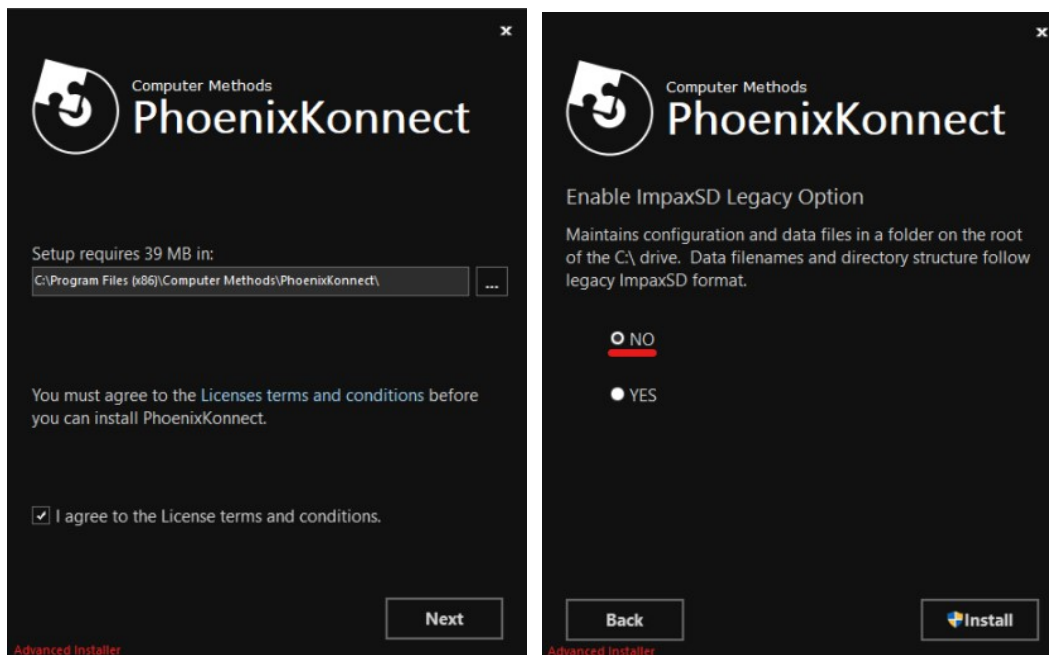 x
Computer Methods
PhoenixKonnect
Setup requires 39 MB in:
C:\Program Files (x86)\Computer Methods\PhoenixKonnect\
...
You must agree to the Licenses terms and conditions before
you can install PhoenixKonnect.
I agree to the License terms and conditions.
Next
Advanced Installer
x
Computer Methods
PhoenixKonnect
Enable ImpaxSD Legacy Option
Maintains configuration and data files in a folder on the root
of the C:\ drive. Data filenames and directory structure follow
legacy ImpaxSD format.
NO
YES
Back
Install
Advanced Installer